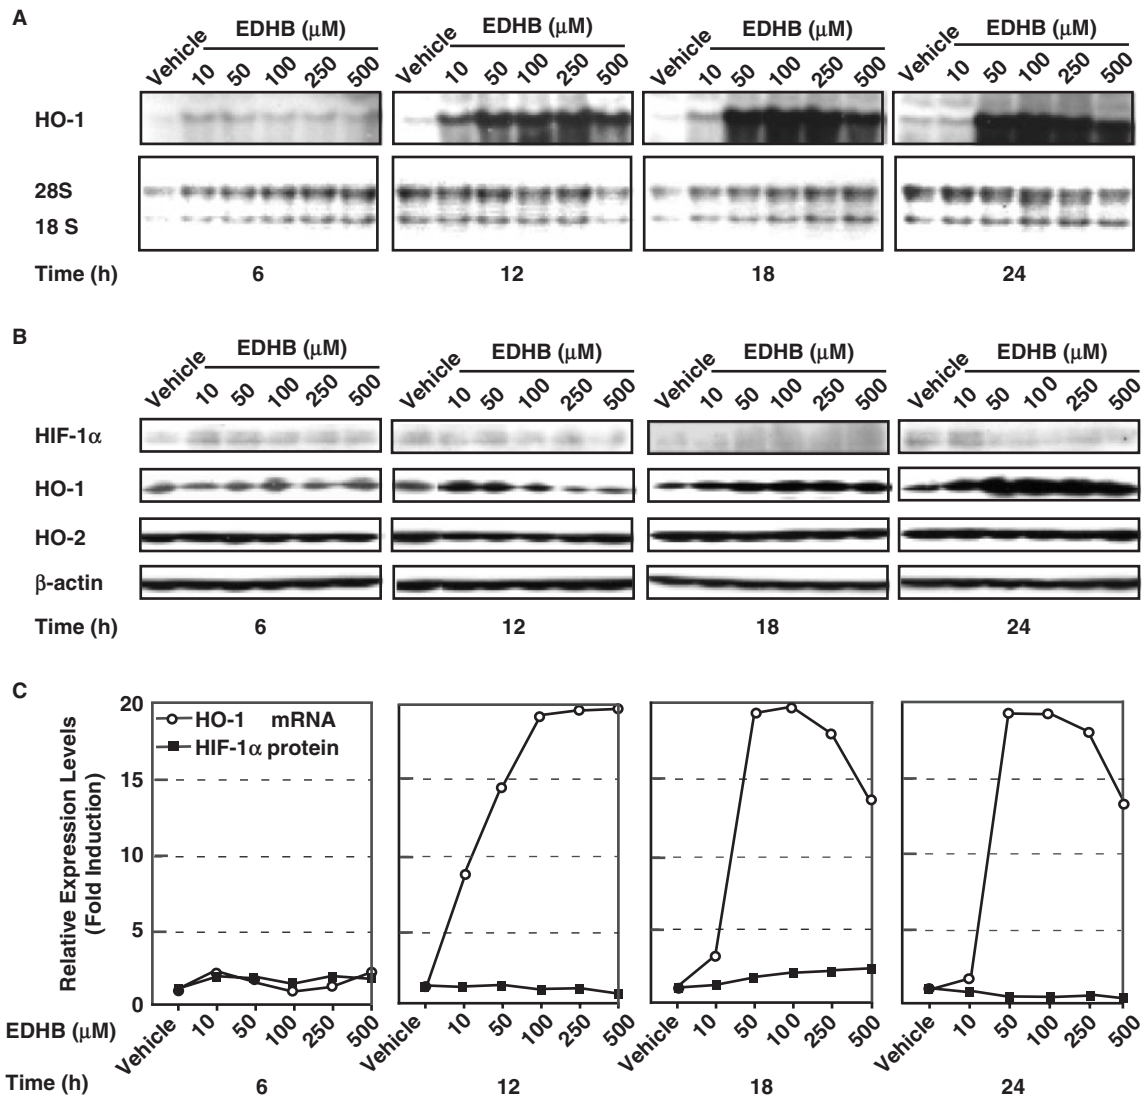 A
EDHB (μM) EDHB (μM) EDHB (μM) EDHB (μM)
Vehicle 10 50 100 250 500 Vehicle 10 50 100 250 500 Vehicle 10 50 100 250 500 Vehicle 10 50 100 250 500
HO-1
28S
18 S
Time (h) 6 12 18 24
B
EDHB (μM) EDHB (μM) EDHB (μM) EDHB (μM)
Vehicle 10 50 100 250 500 Vehicle 10 50 100 250 500 Vehicle 10 50 100 250 500 Vehicle 10 50 100 250 500
HIF-1α
HO-1
HO-2
β-actin
Time (h) 6 12 18 24
C
Relative Expression Levels
(Fold Induction)
20
15
10
5
0
HO-1 mRNA
HIF-1α protein
EDHB (μM) Vehicle 10 50 100 250 500 Vehicle 10 50 100 250 500 Vehicle 10 50 100 250 500 Vehicle 10 50 100 250 500
Time (h) 6 12 18 24